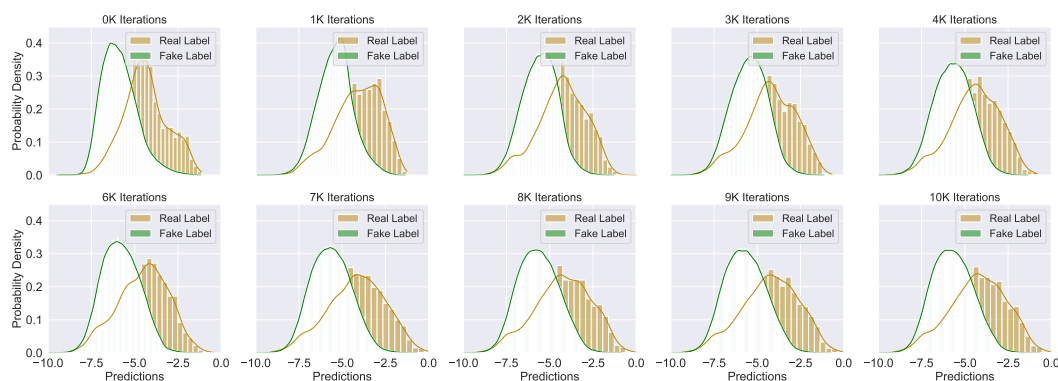 0K Iterations
1K Iterations
2K Iterations
3K Iterations
4K Iterations
Real Label
Fake Label
Real Label
Fake Label
Real Label
Fake Label
Real Label
Fake Label
Real Label
Fake Label
Probability Density
0.4
0.3
0.2
0.1
0.0
6K Iterations
7K Iterations
8K Iterations
9K Iterations
10K Iterations
Real Label
Fake Label
Real Label
Fake Label
Real Label
Fake Label
Real Label
Fake Label
Real Label
Fake Label
Probability Density
0.4
0.3
0.2
0.1
0.0
−10.0 −7.5 −5.0 −2.5 0.0
−7.5 −5.0 −2.5 0.0
−10.0 −7.5 −5.0 −2.5 0.0
−10.0 −7.5 −5.0 −2.5 0.0
−10.0 −7.5 −5.0 −2.5 0.0
Predictions
Predictions
Predictions
Predictions
Predictions